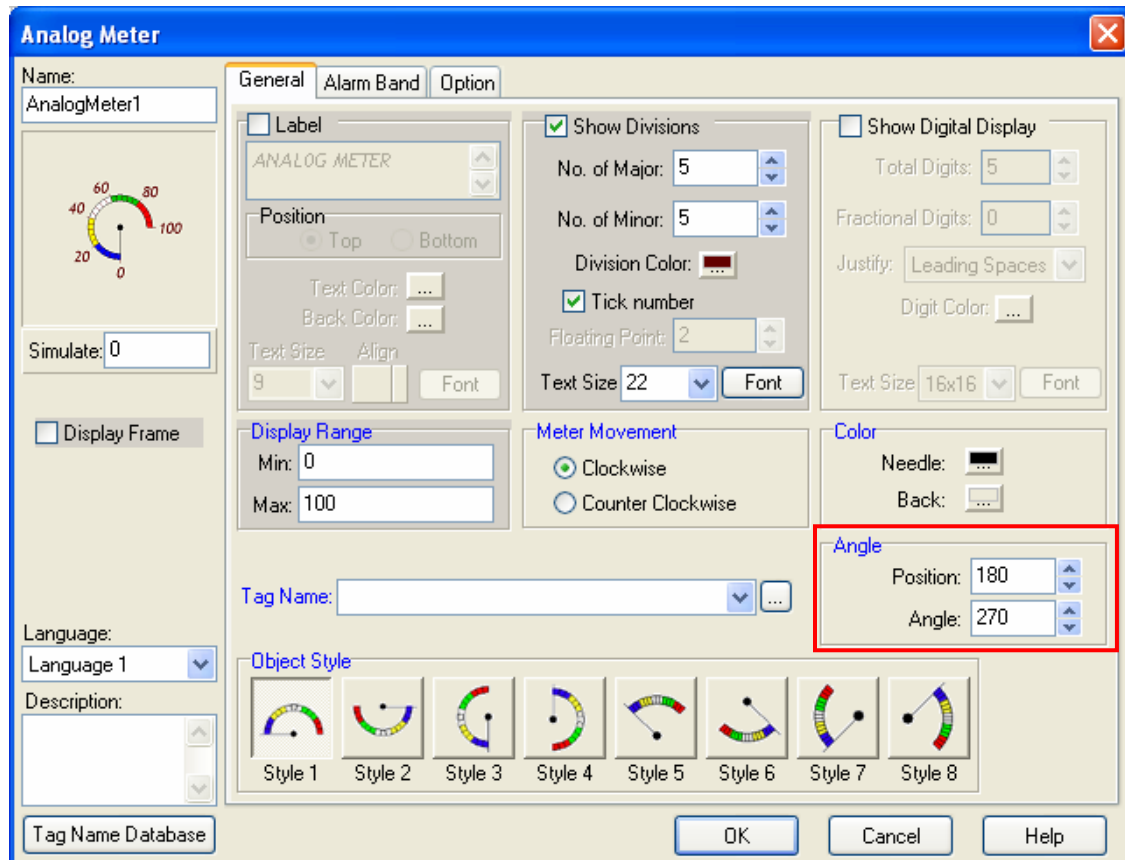 Analog Meter
Name:
AnalogMeter1
0
20
40
60
80
100
Simulate: 0
Display Frame
Language:
Language 1
Description:
Tag Name Database
General
Alarm Band
Option
Label
ANALOG METER
Position
Top Bottom
Text Color: ...
Back Color: ...
Text Size Align
9 Font
Show Divisions
No. of Major: 5
No. of Minor: 5
Division Color: ...
Tick number
Floating Point: 2
Text Size 22 Font
Show Digital Display
Total Digits: 5
Fractional Digits: 0
Justify: Leading Spaces
Digit Color: ...
Text Size 16x16 Font
Display Range
Min: 0
Max: 100
Meter Movement
Clockwise
Counter Clockwise
Color
Needle: ...
Back: ...
Tag Name: ...
Angle
Position: 180
Angle: 270
Object Style
Style 1 Style 2 Style 3 Style 4 Style 5 Style 6 Style 7 Style 8
OK Cancel Help